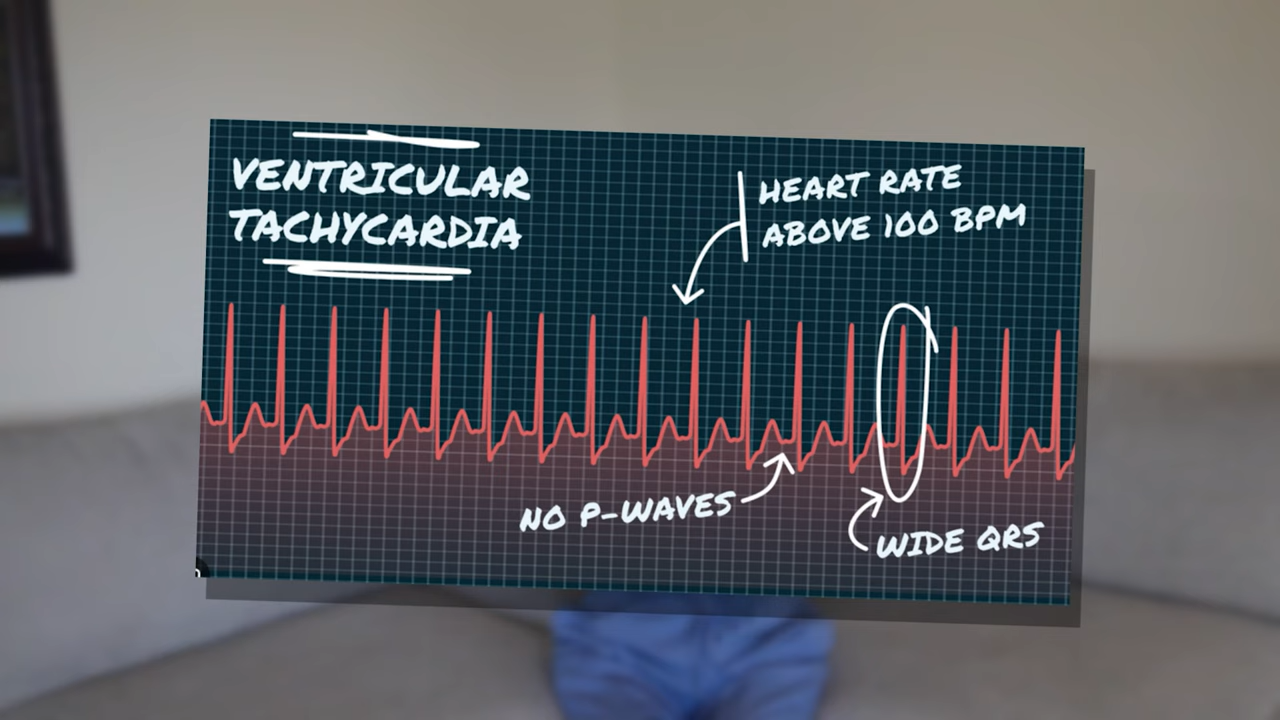 VENTRICULAR
TACHYCARDIA
HEART RATE
ABOVE 100 BPM
NO P-WAVES
WIDE QRS